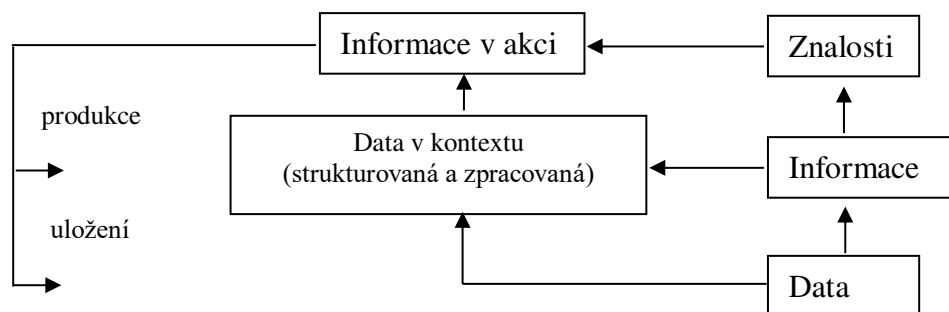 Informace v akci
Znalosti
produkce
Data v kontextu
(strukturovaná a zpracovaná)
Informace
uložení
Data